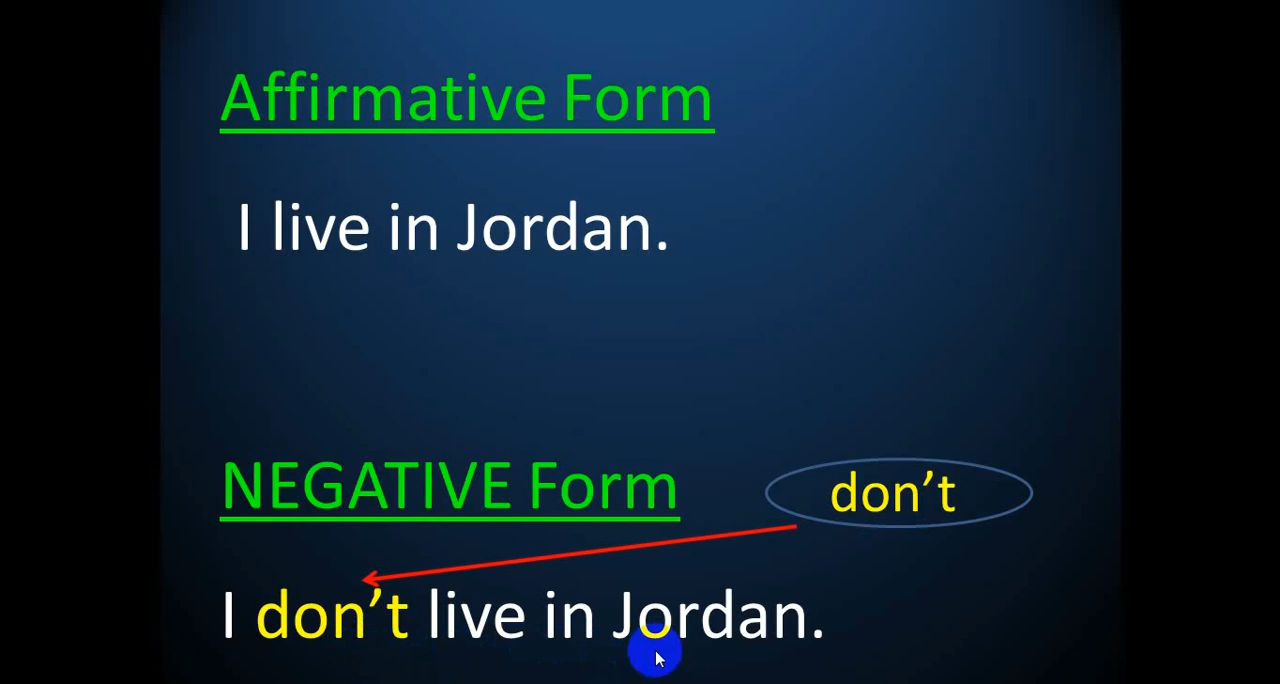 Affirmative Form
I live in Jordan.
NEGATIVE Form
don’t
I don’t live in Jordan.